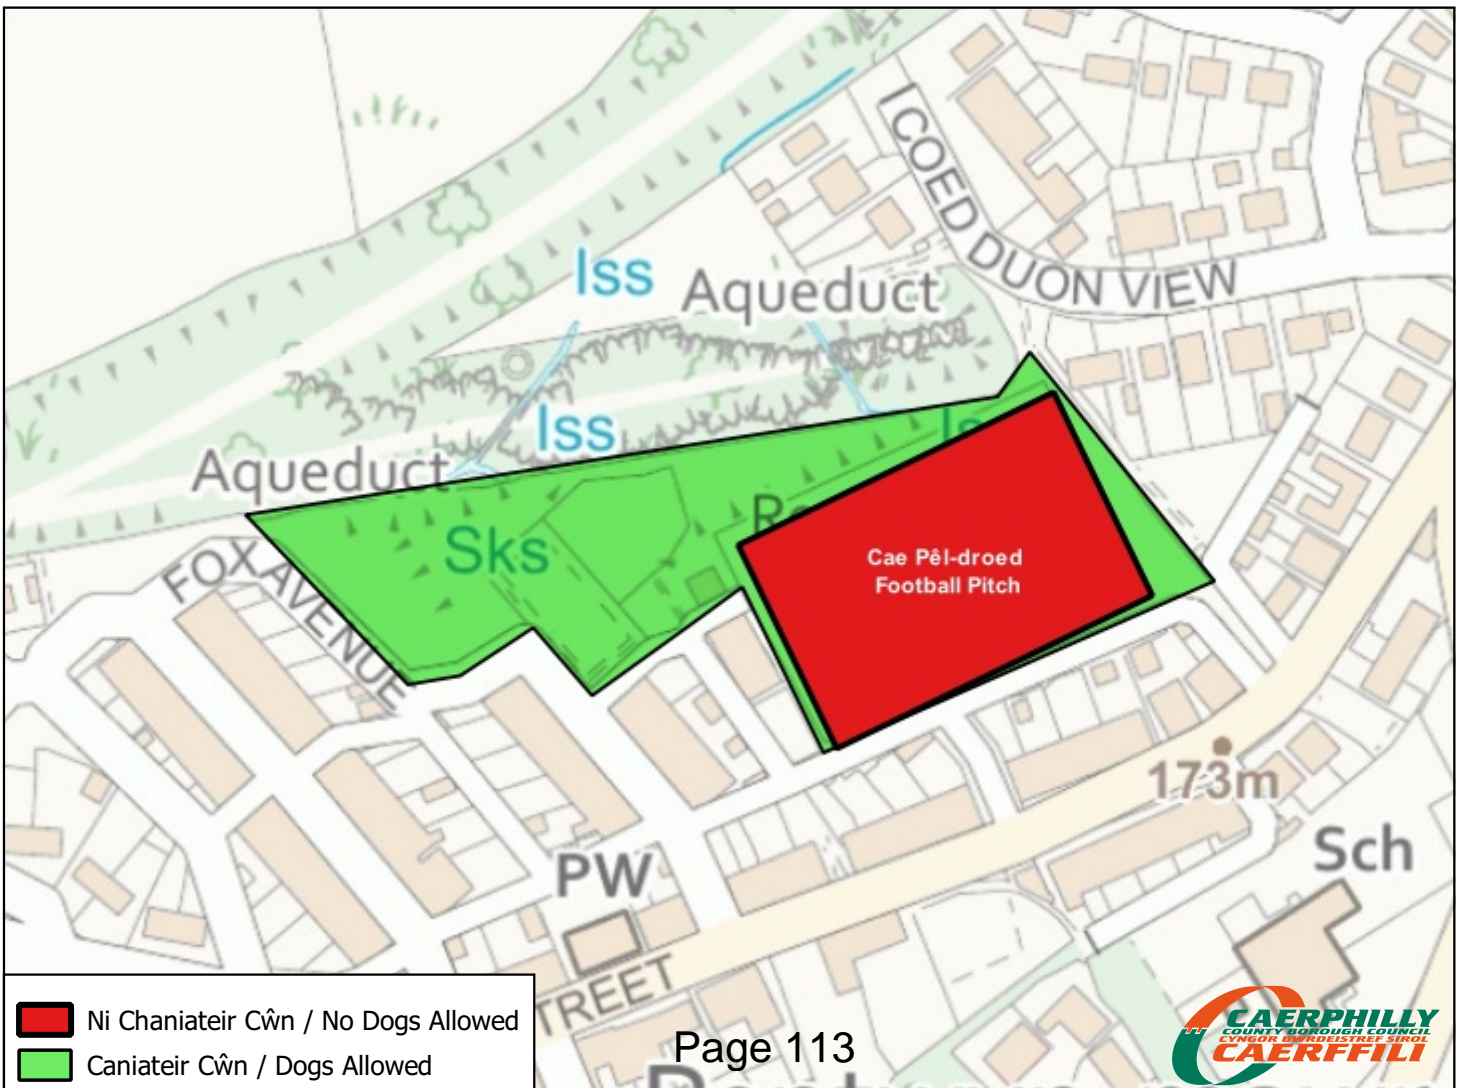 COED DUON VIEW
Iss
Aqueduct
Iss
Aqueduct
Sks
FOX AVENUE
Cae Pêl-droed
Football Pitch
173m
Sch
PW
Ni Chaniateir Cŵn / No Dogs Allowed
Caniateir Cŵn / Dogs Allowed
Page 113
CAERPHILLY
COUNTY BOROUGH COUNCIL
CYNGOR BWRDEISTREF SIROL
CAERFFILI